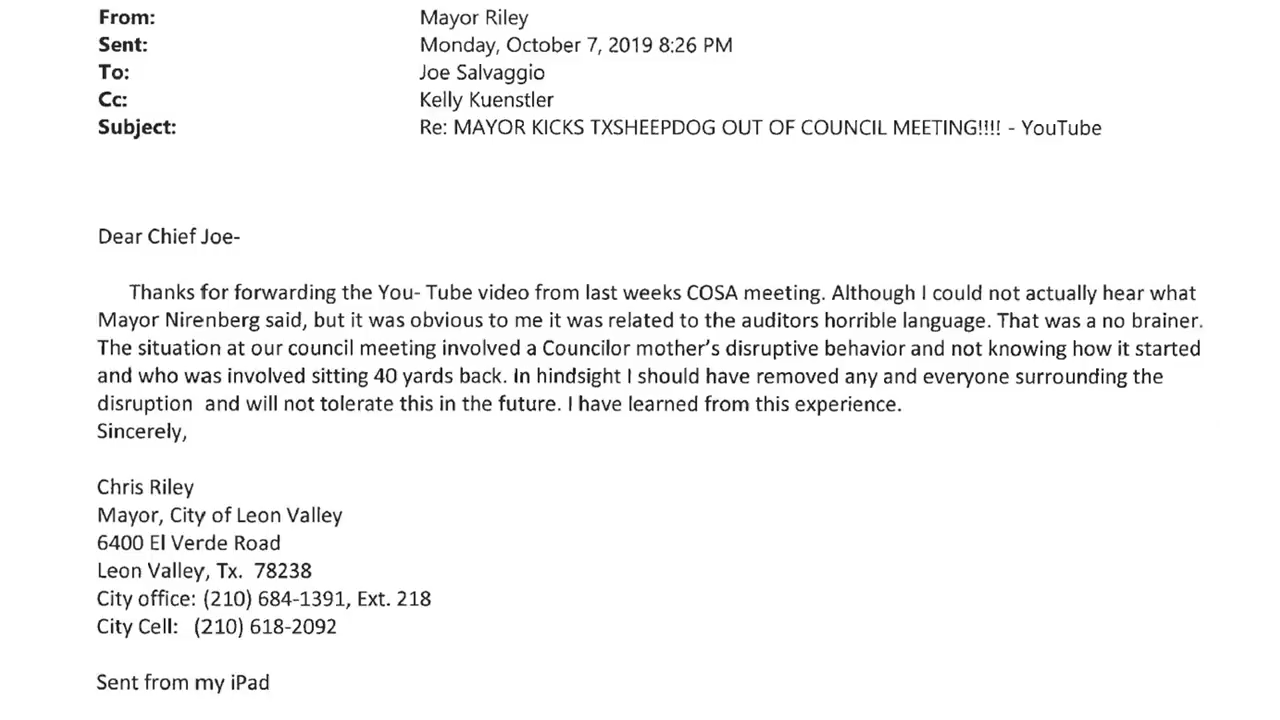 From: Mayor Riley
Sent: Monday, October 7, 2019 8:26 PM
To: Joe Salvaggio
Cc: Kelly Kuenstler
Subject: Re: MAYOR KICKS TXSHEEPDOG OUT OF COUNCIL MEETING!!!! - YouTube
Dear Chief Joe-
Thanks for forwarding the You- Tube video from last weeks COSA meeting. Although I could not actually hear what
Mayor Nirenberg said, but it was obvious to me it was related to the auditors horrible language. That was a no brainer.
The situation at our council meeting involved a Councilor mother's disruptive behavior and not knowing how it started
and who was involved sitting 40 yards back. In hindsight I should have removed any and everyone surrounding the
disruption and will not tolerate this in the future. I have learned from this experience.
Sincerely,
Chris Riley
Mayor, City of Leon Valley
6400 El Verde Road
Leon Valley, Tx. 78238
City office: (210) 684-1391, Ext. 218
City Cell: (210) 618-2092
Sent from my iPad